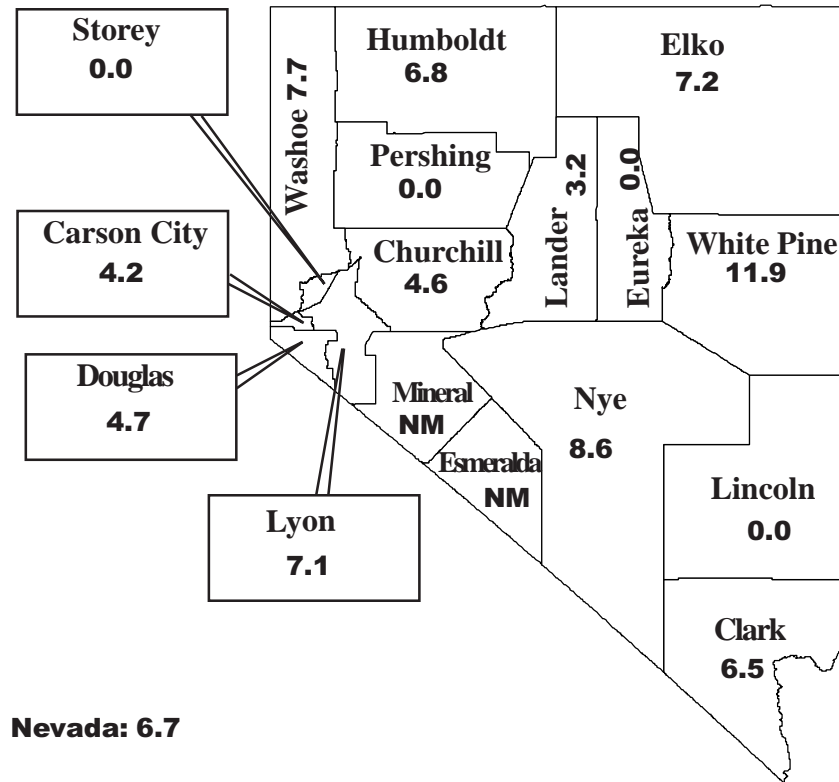 Storey
0.0
Humboldt
6.8
Elko
7.2
Washoe 7.7
Pershing
0.0
Lander 3.2
Eureka 0.0
Carson City
4.2
Churchill
4.6
White Pine
11.9
Douglas
4.7
Mineral
NM
Nye
8.6
Esmeralda
NM
Lincoln
0.0
Lyon
7.1
Clark
6.5
Nevada: 6.7